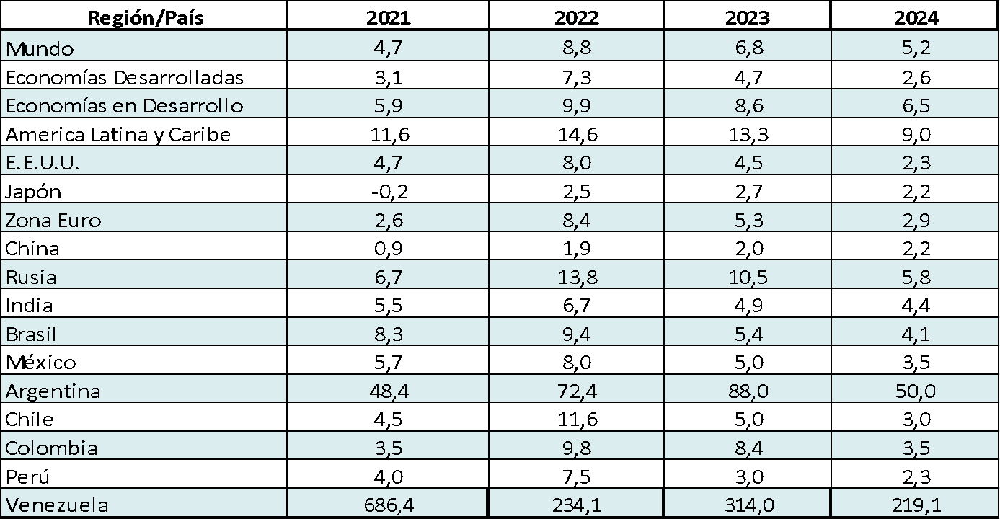 Región/País 2021 2022 2023 2024
Mundo 4,7 8,8 6,8 5,2
Economías Desarrolladas 3,1 7,3 4,7 2,6
Economías en Desarrollo 5,9 9,9 8,6 6,5
America Latina y Caribe 11,6 14,6 13,3 9,0
E.E.U.U. 4,7 8,0 4,5 2,3
Japón -0,2 2,5 2,7 2,2
Zona Euro 2,6 8,4 5,3 2,9
China 0,9 1,9 2,0 2,2
Rusia 6,7 13,8 10,5 5,8
India 5,5 6,7 4,9 4,4
Brasil 8,3 9,4 5,4 4,1
México 5,7 8,0 5,0 3,5
Argentina 48,4 72,4 88,0 50,0
Chile 4,5 11,6 5,0 3,0
Colombia 3,5 9,8 8,4 3,5
Perú 4,0 7,5 3,0 2,3
Venezuela 686,4 234,1 314,0 219,1